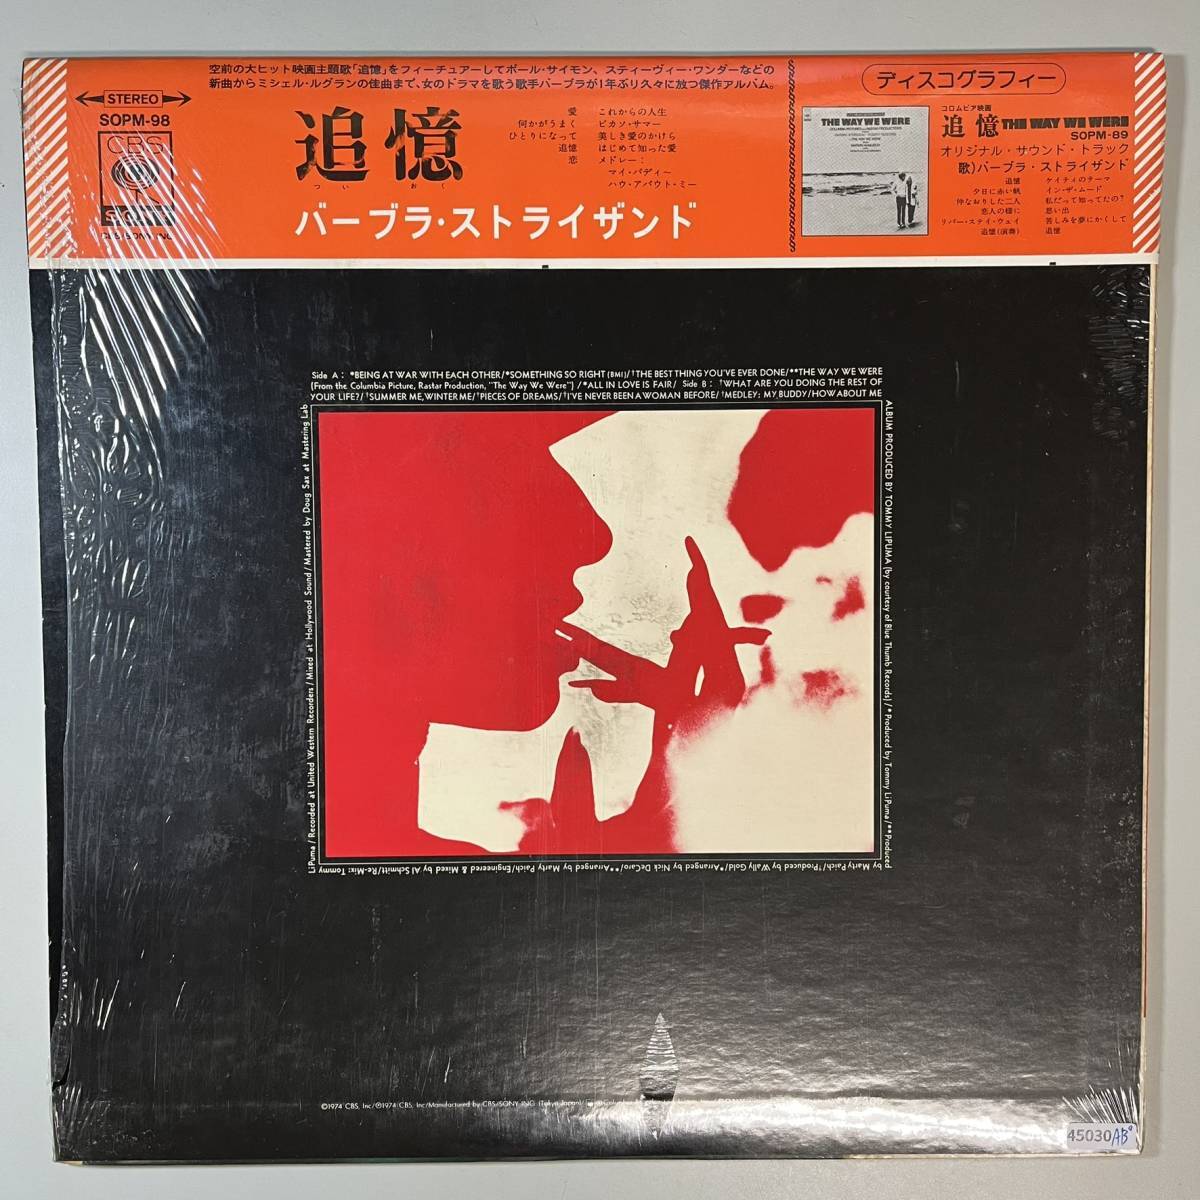 空前の大ヒット映画主題歌「追憶」をフィーチュアーしてポール・サイモン、スティーヴィー・ワンダーなどの
新曲からミシェル・ルグランの佳曲まで、女のドラマを歌う歌手バーブラが1年ぶり久々に放つ傑作アルバム。
STEREO
SOPM-98
CBS
CBS/SONY INC.
追憶
つい おく
バーブラ・ストライザンド
愛
何かがうまく
ひとりになって
追憶
恋
これからの人生
ピカソ・サマー
美しき愛のかけら
はじめて知った愛
メドレー：
マイ・バディ〜
ハウ・アバウト・ミー
ディスコグラフィー
THE WAY WE WERE
コロムビア映画
追憶 THE WAY WE WERE
SOPM-89
オリジナル・サウンド・トラック
歌)バーブラ・ストライザンド
追憶
夕日に赤い帆
仲なおりした二人
恋人の様に
リバー・ステイ・ウェイ
追憶(演奏)
ケイティのテーマ
イン・ザ・ムード
私だって知ってたの?
思い出
苦しみを夢にかくして
追憶
Side A : *BEING AT WAR WITH EACH OTHER/*SOMETHING SO RIGHT (BMI)/†THE BEST THING YOU'VE EVER DONE/**THE WAY WE WERE
(From the Columbia Picture, Rastar Production, "The Way We Were")/*ALL IN LOVE IS FAIR/ Side B : †WHAT ARE YOU DOING THE REST OF
YOUR LIFE?/†SUMMER ME, WINTER ME/†PIECES OF DREAMS/†I'VE NEVER BEEN A WOMAN BEFORE/†MEDLEY: MY BUDDY/HOW ABOUT ME
ALBUM PRODUCED BY TOMMY LIPUMA (by courtesy of Blue Thumb Records)/*Produced by Tommy LiPuma/**Produced
by Marty Paich/†Produced by Wally Gold/*Arranged by Nick DeCaro/**Arranged by Marty Paich/Engineered & Mixed by Al Schmitt/Re-Mix: Tommy
LiPuma/Recorded at United Western Recorders/Mixed at Hollywood Sound/Mastered by Doug Sax at Mastering Lab
©1974 CBS, Inc/℗1974 CBS, Inc/Manufactured by CBS/SONY INC. (Tokyo Japan)/
45030AB°